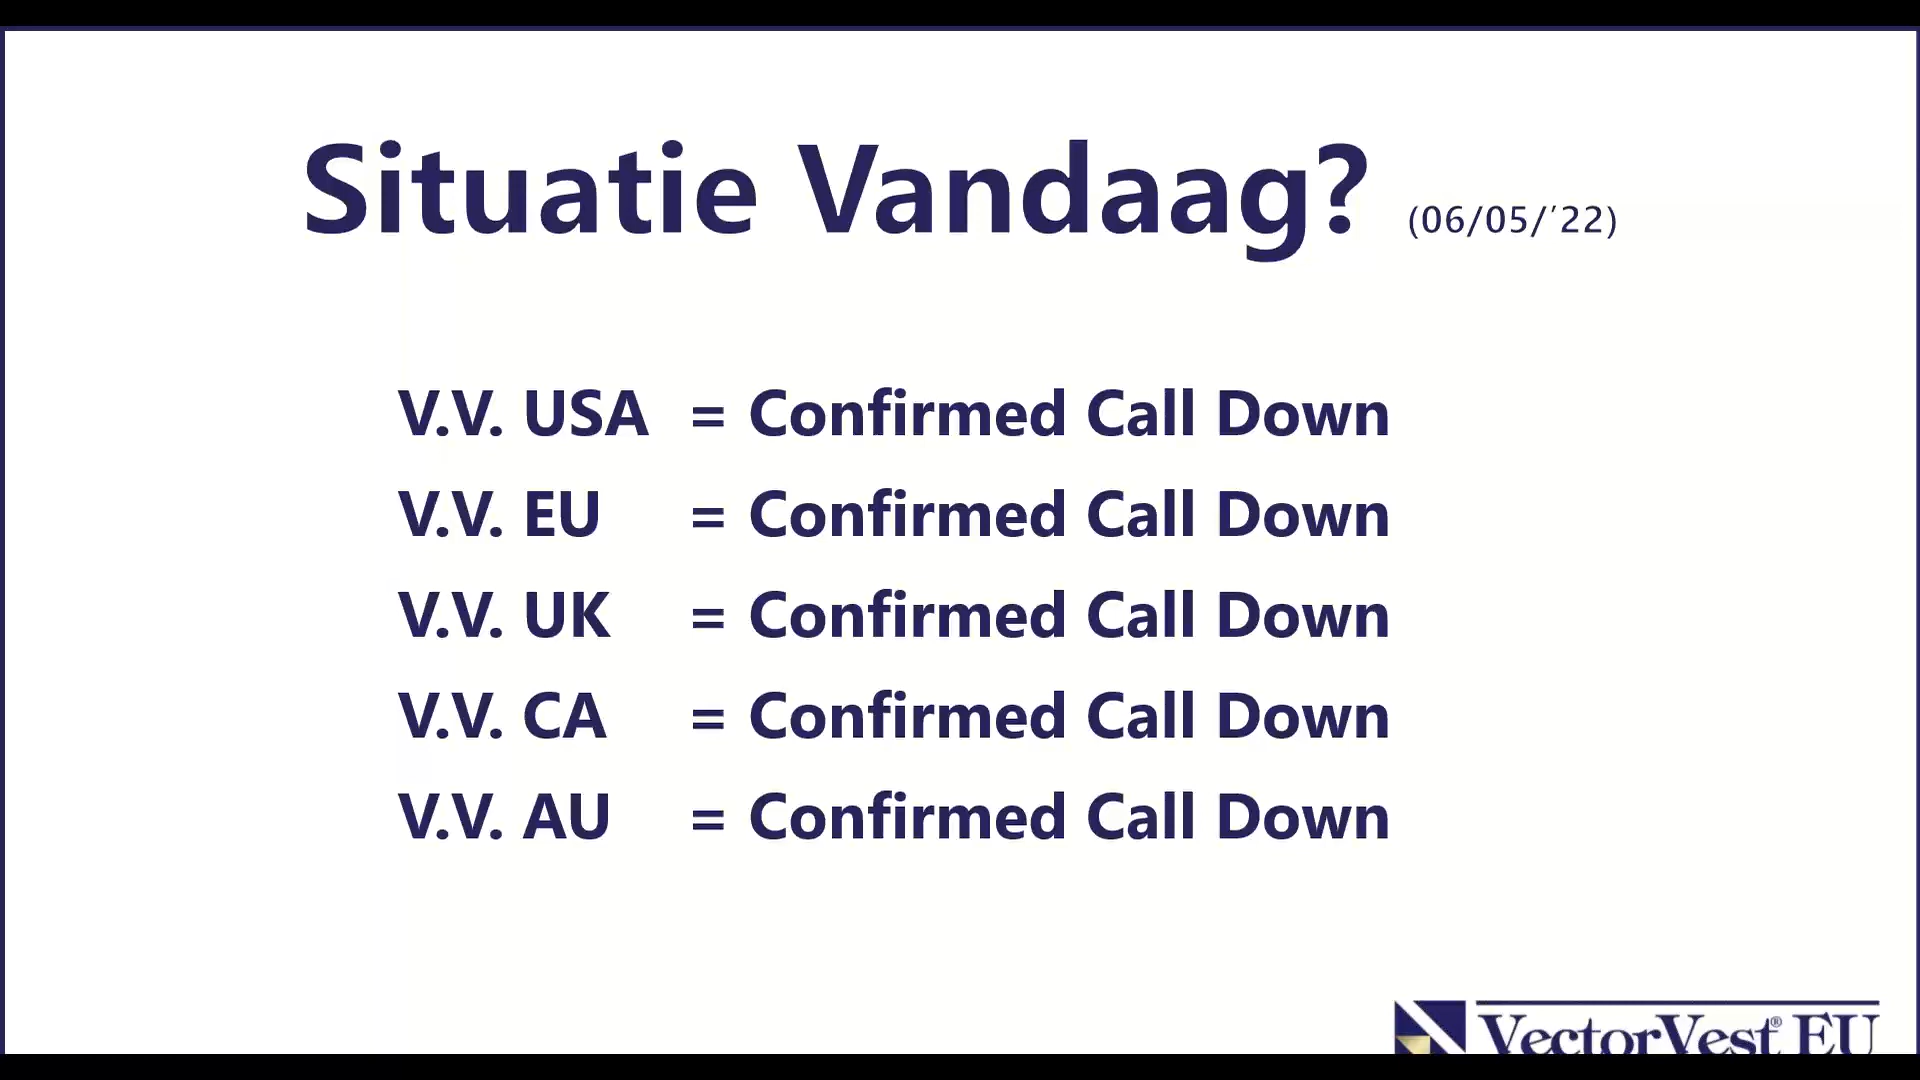 Situatie Vandaag? (06/05/'22)
V.V. USA = Confirmed Call Down
V.V. EU = Confirmed Call Down
V.V. UK = Confirmed Call Down
V.V. CA = Confirmed Call Down
V.V. AU = Confirmed Call Down
VectorVest® EU